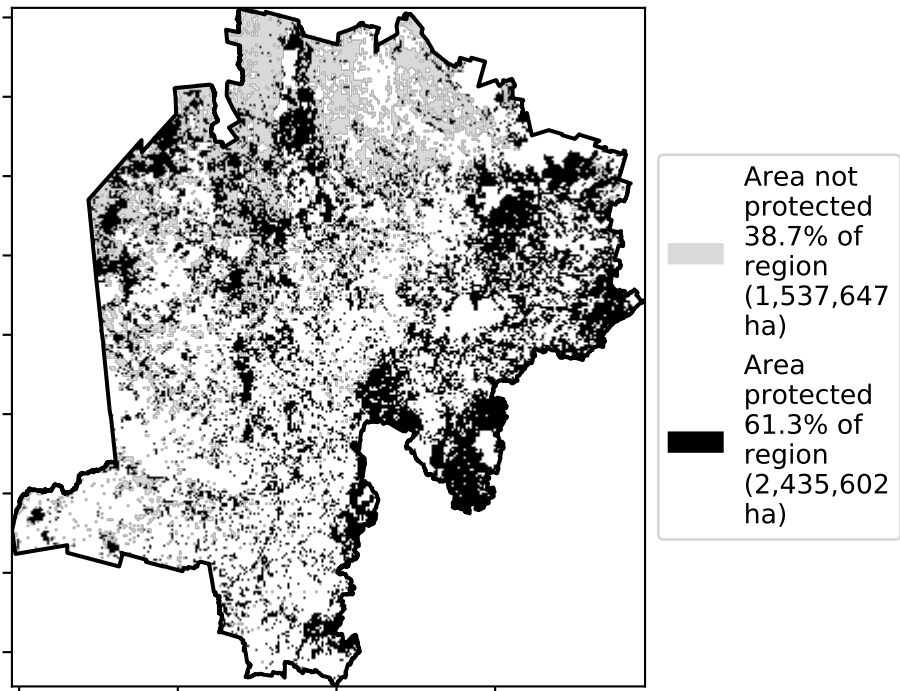 Area not
protected
38.7% of
region
(1,537,647
ha)
Area
protected
61.3% of
region
(2,435,602
ha)